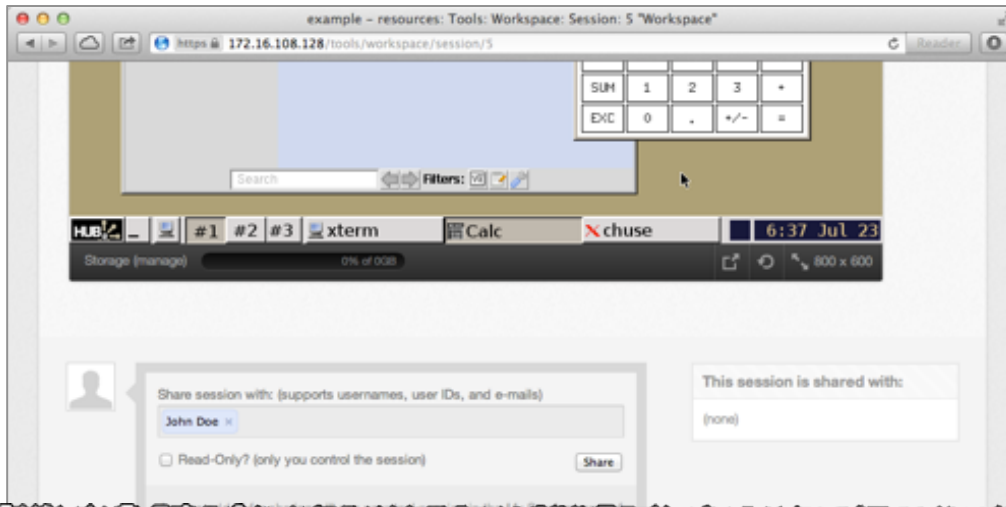 example – resources: Tools: Workspace: Session: 5 "Workspace"
https 172.16.108.128/tools/workspace/session/5 Reader
SUM 1 2 3 +
EXC 0 . +/- =
Search Filters:
HUB #1 #2 #3 xterm Calc X chuse 6:37 Jul 23
Storage (manage) 0% of 0GB 800 x 600
Share session with: (supports usernames, user IDs, and e-mails)
John Doe ×
Read-Only? (only you control the session)
Share
This session is shared with:
(none)